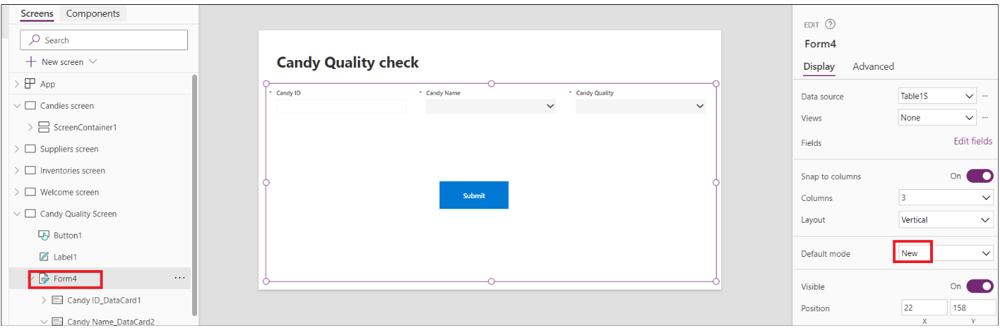 Screens Components
Search
New screen
App
Candies screen
ScreenContainer1
Suppliers screen
Inventories screen
Welcome screen
Candy Quality Screen
Button1
Label1
Form4 ...
Candy ID_DataCard1
Candy Name_DataCard2
Candy Quality check
* Candy ID * Candy Name * Candy Quality
Submit
EDIT ?
Form4
Display Advanced
Data source Table1S ...
Views None ...
Fields Edit fields
Snap to columns On
Columns 3
Layout Vertical
Default mode New
Visible On
Position 22 158
X Y